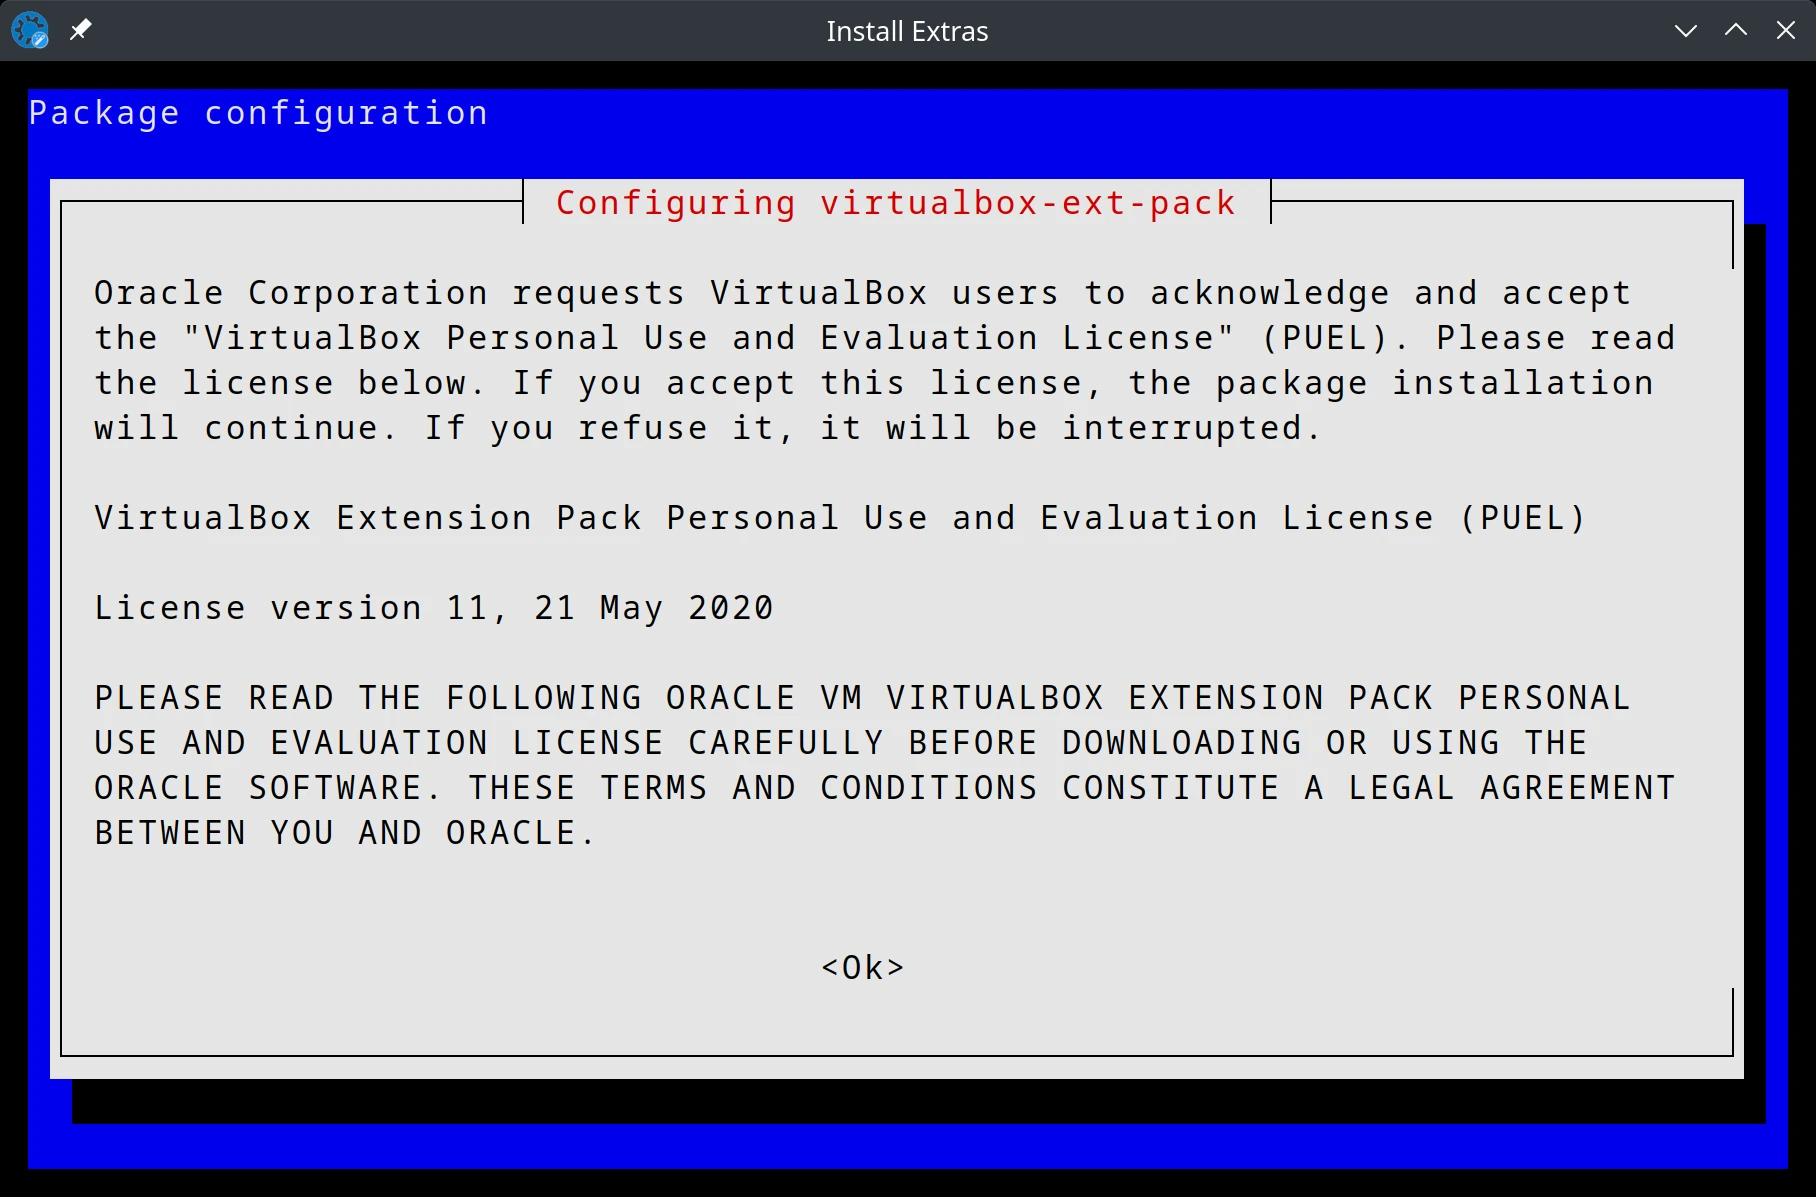 Install Extras
Package configuration
Configuring virtualbox-ext-pack
Oracle Corporation requests VirtualBox users to acknowledge and accept
the "VirtualBox Personal Use and Evaluation License" (PUEL). Please read
the license below. If you accept this license, the package installation
will continue. If you refuse it, it will be interrupted.
VirtualBox Extension Pack Personal Use and Evaluation License (PUEL)
License version 11, 21 May 2020
PLEASE READ THE FOLLOWING ORACLE VM VIRTUALBOX EXTENSION PACK PERSONAL
USE AND EVALUATION LICENSE CAREFULLY BEFORE DOWNLOADING OR USING THE
ORACLE SOFTWARE. THESE TERMS AND CONDITIONS CONSTITUTE A LEGAL AGREEMENT
BETWEEN YOU AND ORACLE.
<Ok>